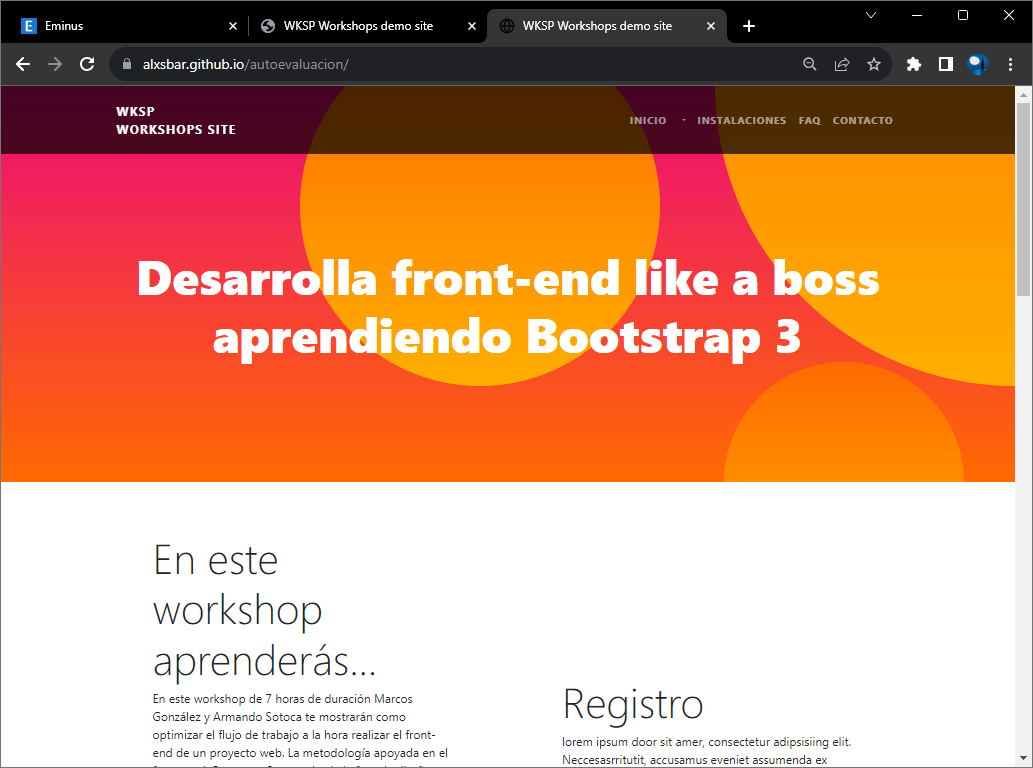 Eminus
WKSP Workshops demo site
WKSP Workshops demo site
alxsbar.github.io/autoevaluacion/
WKSP
WORKSHOPS SITE
INICIO - INSTALACIONES FAQ CONTACTO
Desarrolla front-end like a boss
aprendiendo Bootstrap 3
En este
workshop
aprenderás...
En este workshop de 7 horas de duración Marcos
González y Armando Sotoca te mostrarán como
optimizar el flujo de trabajo a la hora realizar el front-
end de un proyecto web. La metodología apoyada en el
Registro
lorem ipsum door sit amer, consectetur adipisiing elit.
Neccesasrritutit, accusamus eveniet assumenda ex